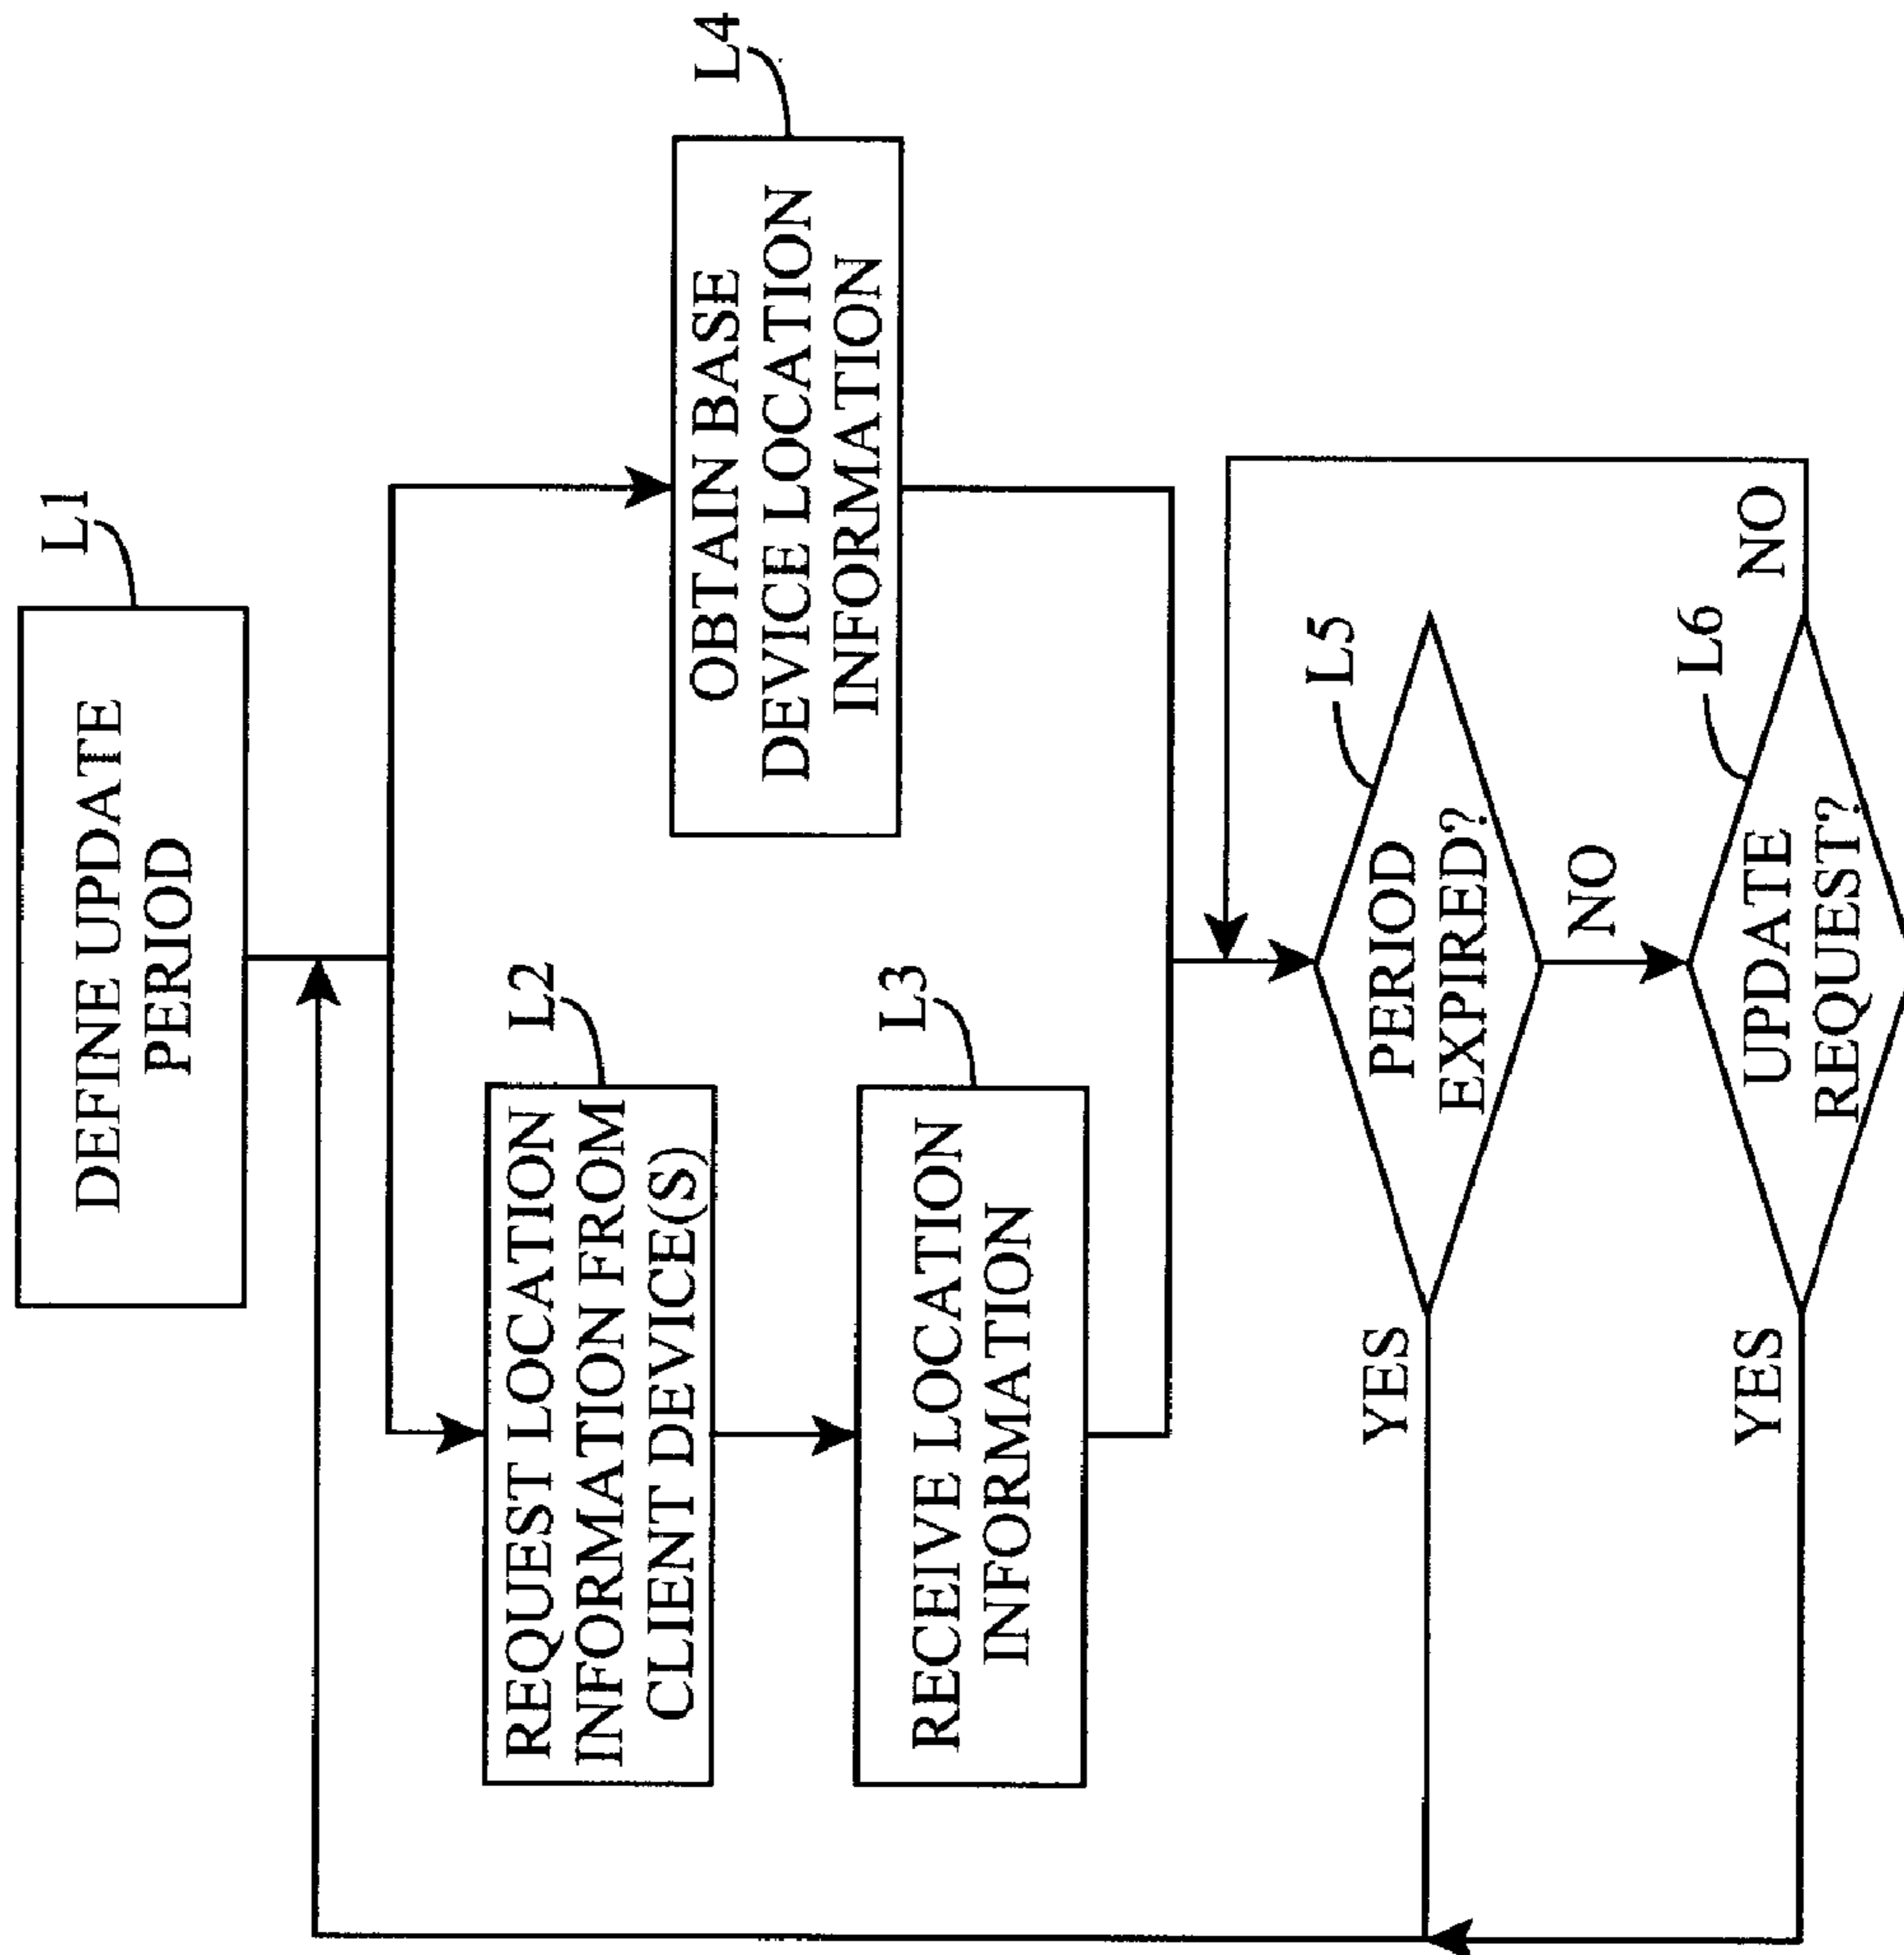 L1
DEFINE UPDATE
PERIOD
L2
REQUEST LOCATION
INFORMATION FROM
CLIENT DEVICE(S)
L3
RECEIVE LOCATION
INFORMATION
L4
OBTAIN BASE
DEVICE LOCATION
INFORMATION
L5
PERIOD
EXPIRED?
YES
NO
L6
UPDATE
REQUEST?
YES
NO